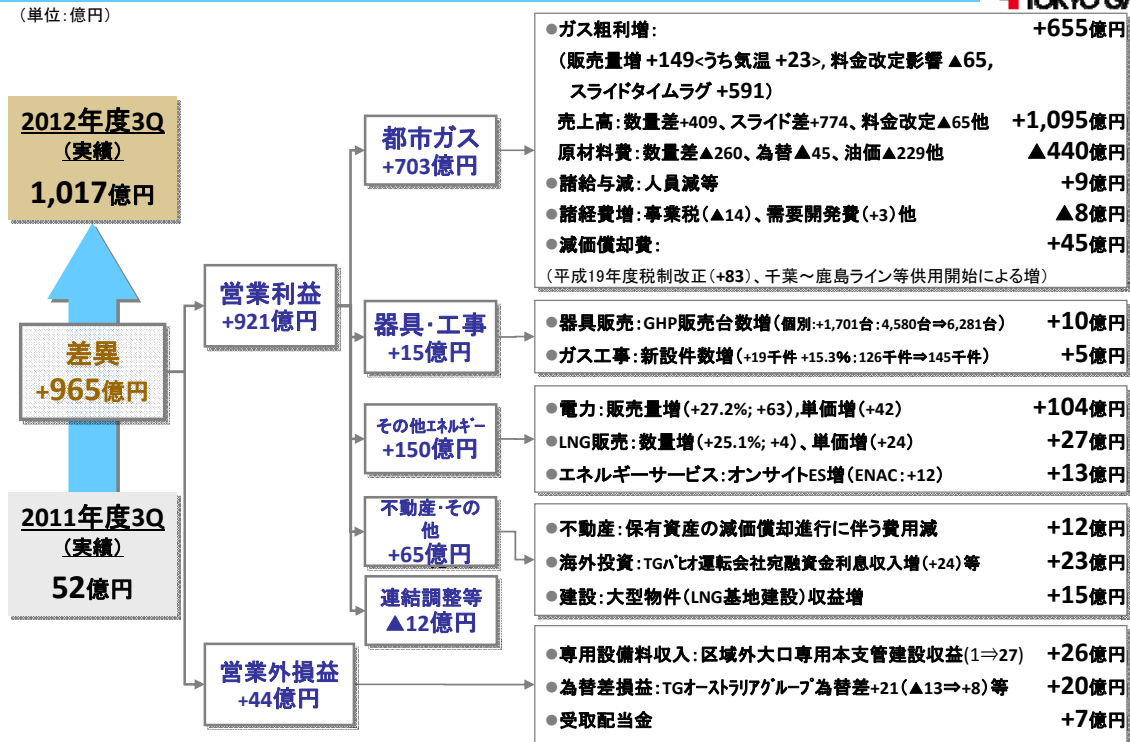 （単位：億円）
TOKYO GA
2012年度3Q
（実績）
1,017億円
差異
+965億円
2011年度3Q
（実績）
52億円
営業利益
+921億円
営業外損益
+44億円
都市ガス
+703億円
器具・工事
+15億円
その他エネルギー
+150億円
不動産・その
他
+65億円
連結調整等
▲12億円
●ガス粗利増： +655億円
（販売量増 +149<うち気温 +23>, 料金改定影響 ▲65,
スライドタイムラグ +591）
売上高：数量差+409、スライド差+774、料金改定▲65他 +1,095億円
原材料費：数量差▲260、為替▲45、油価▲229他 ▲440億円
●諸給与減：人員減等 +9億円
●諸経費増：事業税（▲14）、需要開発費（+3）他 ▲8億円
●減価償却費： +45億円
（平成19年度税制改正（+83）、千葉～鹿島ライン等供用開始による増）
●器具販売：GHP販売台数増（個別：+1,701台：4,580台⇒6,281台） +10億円
●ガス工事：新設件数増（+19千件 +15.3%：126千件⇒145千件） +5億円
●電力：販売量増（+27.2%; +63）,単価増（+42） +104億円
●LNG販売：数量増（+25.1%; +4）、単価増（+24） +27億円
●エネルギーサービス：オンサイトES増（ENAC：+12） +13億円
●不動産：保有資産の減価償却進行に伴う費用減 +12億円
●海外投資：TGバヒオ運転会社宛融資金利息収入増（+24）等 +23億円
●建設：大型物件（LNG基地建設）収益増 +15億円
●専用設備料収入：区域外大口専用本支管建設収益(1⇒27) +26億円
●為替差損益：TGオーストラリアグループ為替差+21（▲13⇒+8）等 +20億円
●受取配当金 +7億円